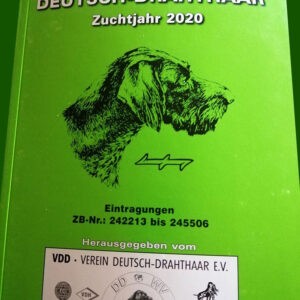 DEUTSCH-DRAHTHAAR
Zuchtjahr 2020
Eintragungen
ZB-Nr.: 242213 bis 245506
Herausgegeben vom
VDD · VEREIN DEUTSCH-DRAHTHAAR E.V.